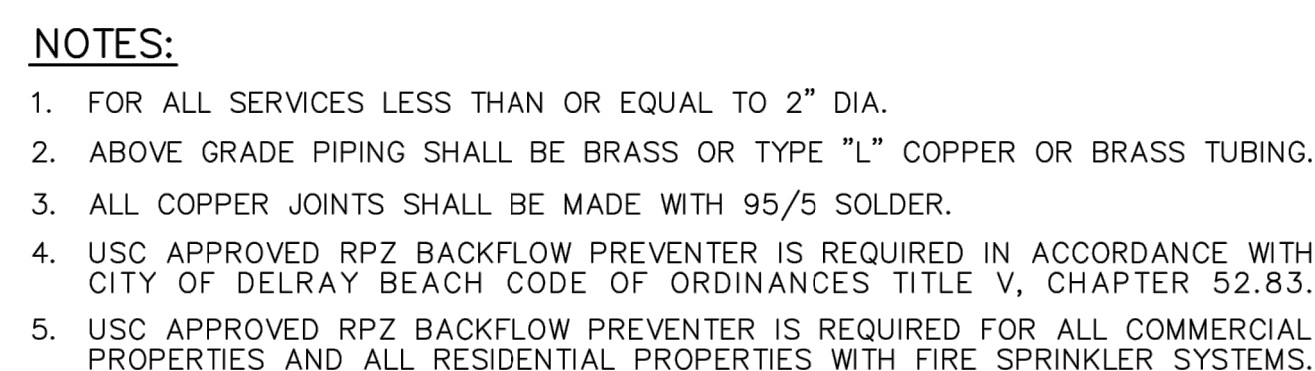 NOTES:
1. FOR ALL SERVICES LESS THAN OR EQUAL TO 2" DIA.
2. ABOVE GRADE PIPING SHALL BE BRASS OR TYPE "L" COPPER OR BRASS TUBING.
3. ALL COPPER JOINTS SHALL BE MADE WITH 95/5 SOLDER.
4. USC APPROVED RPZ BACKFLOW PREVENTER IS REQUIRED IN ACCORDANCE WITH
CITY OF DELRAY BEACH CODE OF ORDINANCES TITLE V, CHAPTER 52.83.
5. USC APPROVED RPZ BACKFLOW PREVENTER IS REQUIRED FOR ALL COMMERCIAL
PROPERTIES AND ALL RESIDENTIAL PROPERTIES WITH FIRE SPRINKLER SYSTEMS.